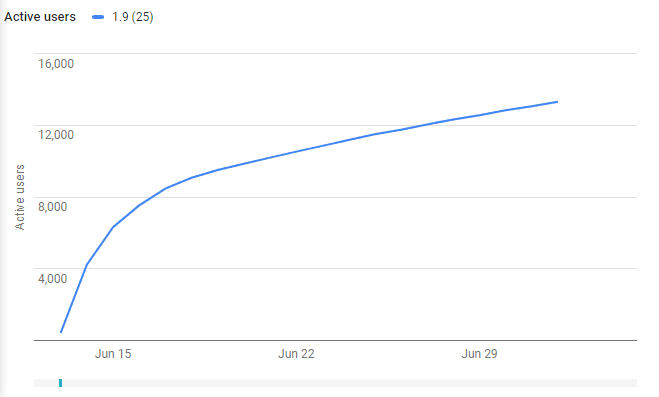 Active users 1.9 (25)
16,000
12,000
8,000
4,000
Active users
Jun 15 Jun 22 Jun 29